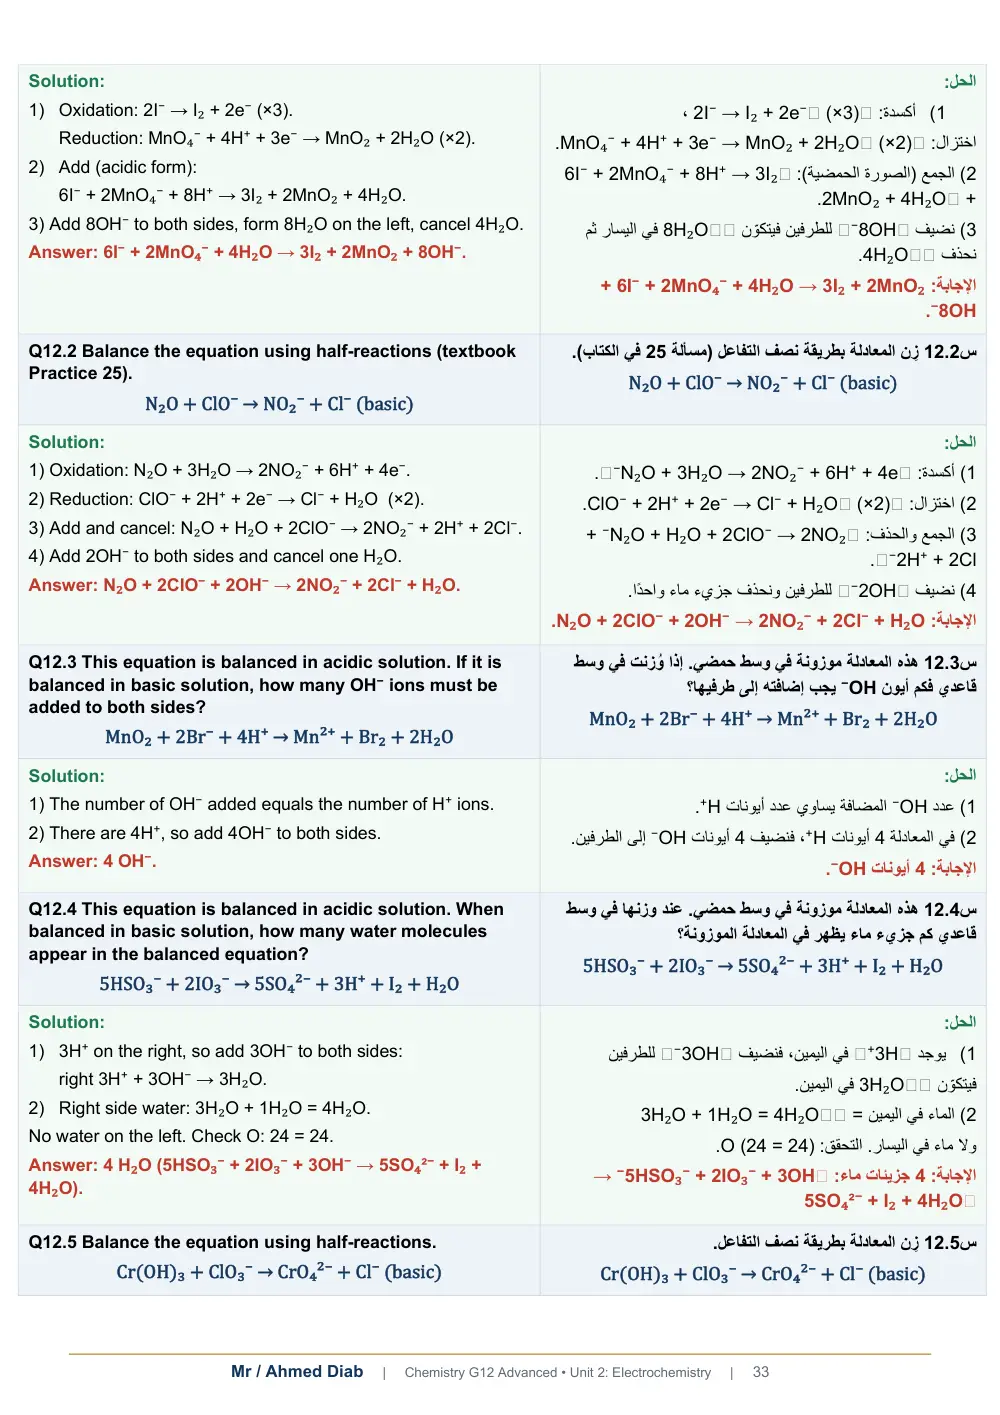 Solution:
1) Oxidation: 2I⁻ → I₂ + 2e⁻ (×3).
Reduction: MnO₄⁻ + 4H⁺ + 3e⁻ → MnO₂ + 2H₂O (×2).
2) Add (acidic form):
6I⁻ + 2MnO₄⁻ + 8H⁺ → 3I₂ + 2MnO₂ + 4H₂O.
3) Add 8OH⁻ to both sides, form 8H₂O on the left, cancel 4H₂O.
Answer: 6I⁻ + 2MnO₄⁻ + 4H₂O → 3I₂ + 2MnO₂ + 8OH⁻.
الحل:
1) أكسدة: 2I⁻ → I₂ + 2e⁻□ (×3)□ ،
اختزال: MnO₄⁻ + 4H⁺ + 3e⁻ → MnO₂ + 2H₂O□ (×2)□.
2) الجمع (الصورة الحمضية): 6I⁻ + 2MnO₄⁻ + 8H⁺ → 3I₂□
+ 2MnO₂ + 4H₂O□.
3) نضيف □8OH⁻□ للطرفين فيتكوّن □□8H₂O في اليسار ثم
نحذف □□4H₂O.
الإجابة: 6I⁻ + 2MnO₄⁻ + 4H₂O → 3I₂ + 2MnO₂ +
8OH⁻.
Q12.2 Balance the equation using half-reactions (textbook
Practice 25).
N₂O + ClO⁻ → NO₂⁻ + Cl⁻ (basic)
س12.2 زِن المعادلة بطريقة نصف التفاعل (مسألة 25 في الكتاب).
N₂O + ClO⁻ → NO₂⁻ + Cl⁻ (basic)
Solution:
1) Oxidation: N₂O + 3H₂O → 2NO₂⁻ + 6H⁺ + 4e⁻.
2) Reduction: ClO⁻ + 2H⁺ + 2e⁻ → Cl⁻ + H₂O (×2).
3) Add and cancel: N₂O + H₂O + 2ClO⁻ → 2NO₂⁻ + 2H⁺ + 2Cl⁻.
4) Add 2OH⁻ to both sides and cancel one H₂O.
Answer: N₂O + 2ClO⁻ + 2OH⁻ → 2NO₂⁻ + 2Cl⁻ + H₂O.
الحل:
1) أكسدة: N₂O + 3H₂O → 2NO₂⁻ + 6H⁺ + 4e□⁻□.
2) اختزال: ClO⁻ + 2H⁺ + 2e⁻ → Cl⁻ + H₂O□ (×2)□.
3) الجمع والحذف: N₂O + H₂O + 2ClO⁻ → 2NO₂□⁻ +
2H⁺ + 2Cl⁻□.
4) نضيف □2OH⁻□ للطرفين ونحذف جزيء ماء واحدًا.
الإجابة: N₂O + 2ClO⁻ + 2OH⁻ → 2NO₂⁻ + 2Cl⁻ + H₂O.
Q12.3 This equation is balanced in acidic solution. If it is
balanced in basic solution, how many OH⁻ ions must be
added to both sides?
MnO₂ + 2Br⁻ + 4H⁺ → Mn²⁺ + Br₂ + 2H₂O
س12.3 هذه المعادلة موزونة في وسط حمضي. إذا وُزنت في وسط
قاعدي فكم أيون OH⁻ يجب إضافته إلى طرفيها؟
MnO₂ + 2Br⁻ + 4H⁺ → Mn²⁺ + Br₂ + 2H₂O
Solution:
1) The number of OH⁻ added equals the number of H⁺ ions.
2) There are 4H⁺, so add 4OH⁻ to both sides.
Answer: 4 OH⁻.
الحل:
1) عدد OH⁻ المضافة يساوي عدد أيونات H⁺.
2) في المعادلة 4 أيونات H⁺، فنضيف 4 أيونات OH⁻ إلى الطرفين.
الإجابة: 4 أيونات OH⁻.
Q12.4 This equation is balanced in acidic solution. When
balanced in basic solution, how many water molecules
appear in the balanced equation?
5HSO₃⁻ + 2IO₃⁻ → 5SO₄²⁻ + 3H⁺ + I₂ + H₂O
س12.4 هذه المعادلة موزونة في وسط حمضي. عند وزنها في وسط
قاعدي كم جزيء ماء يظهر في المعادلة الموزونة؟
5HSO₃⁻ + 2IO₃⁻ → 5SO₄²⁻ + 3H⁺ + I₂ + H₂O
Solution:
1) 3H⁺ on the right, so add 3OH⁻ to both sides:
right 3H⁺ + 3OH⁻ → 3H₂O.
2) Right side water: 3H₂O + 1H₂O = 4H₂O.
No water on the left. Check O: 24 = 24.
Answer: 4 H₂O (5HSO₃⁻ + 2IO₃⁻ + 3OH⁻ → 5SO₄²⁻ + I₂ +
4H₂O).
الحل:
1) يوجد □3H⁺□ في اليمين، فنضيف □3OH⁻□ للطرفين
فيتكوّن □□3H₂O في اليمين.
2) الماء في اليمين = □□3H₂O + 1H₂O = 4H₂O
ولا ماء في اليسار. التحقق: O (24 = 24).
الإجابة: 4 جزيئات ماء: □5HSO₃⁻ + 2IO₃⁻ + 3OH⁻ →
5SO₄²⁻ + I₂ + 4H₂O□
Q12.5 Balance the equation using half-reactions.
Cr(OH)₃ + ClO₃⁻ → CrO₄²⁻ + Cl⁻ (basic)
س12.5 زِن المعادلة بطريقة نصف التفاعل.
Cr(OH)₃ + ClO₃⁻ → CrO₄²⁻ + Cl⁻ (basic)
Mr / Ahmed Diab | Chemistry G12 Advanced • Unit 2: Electrochemistry | 33